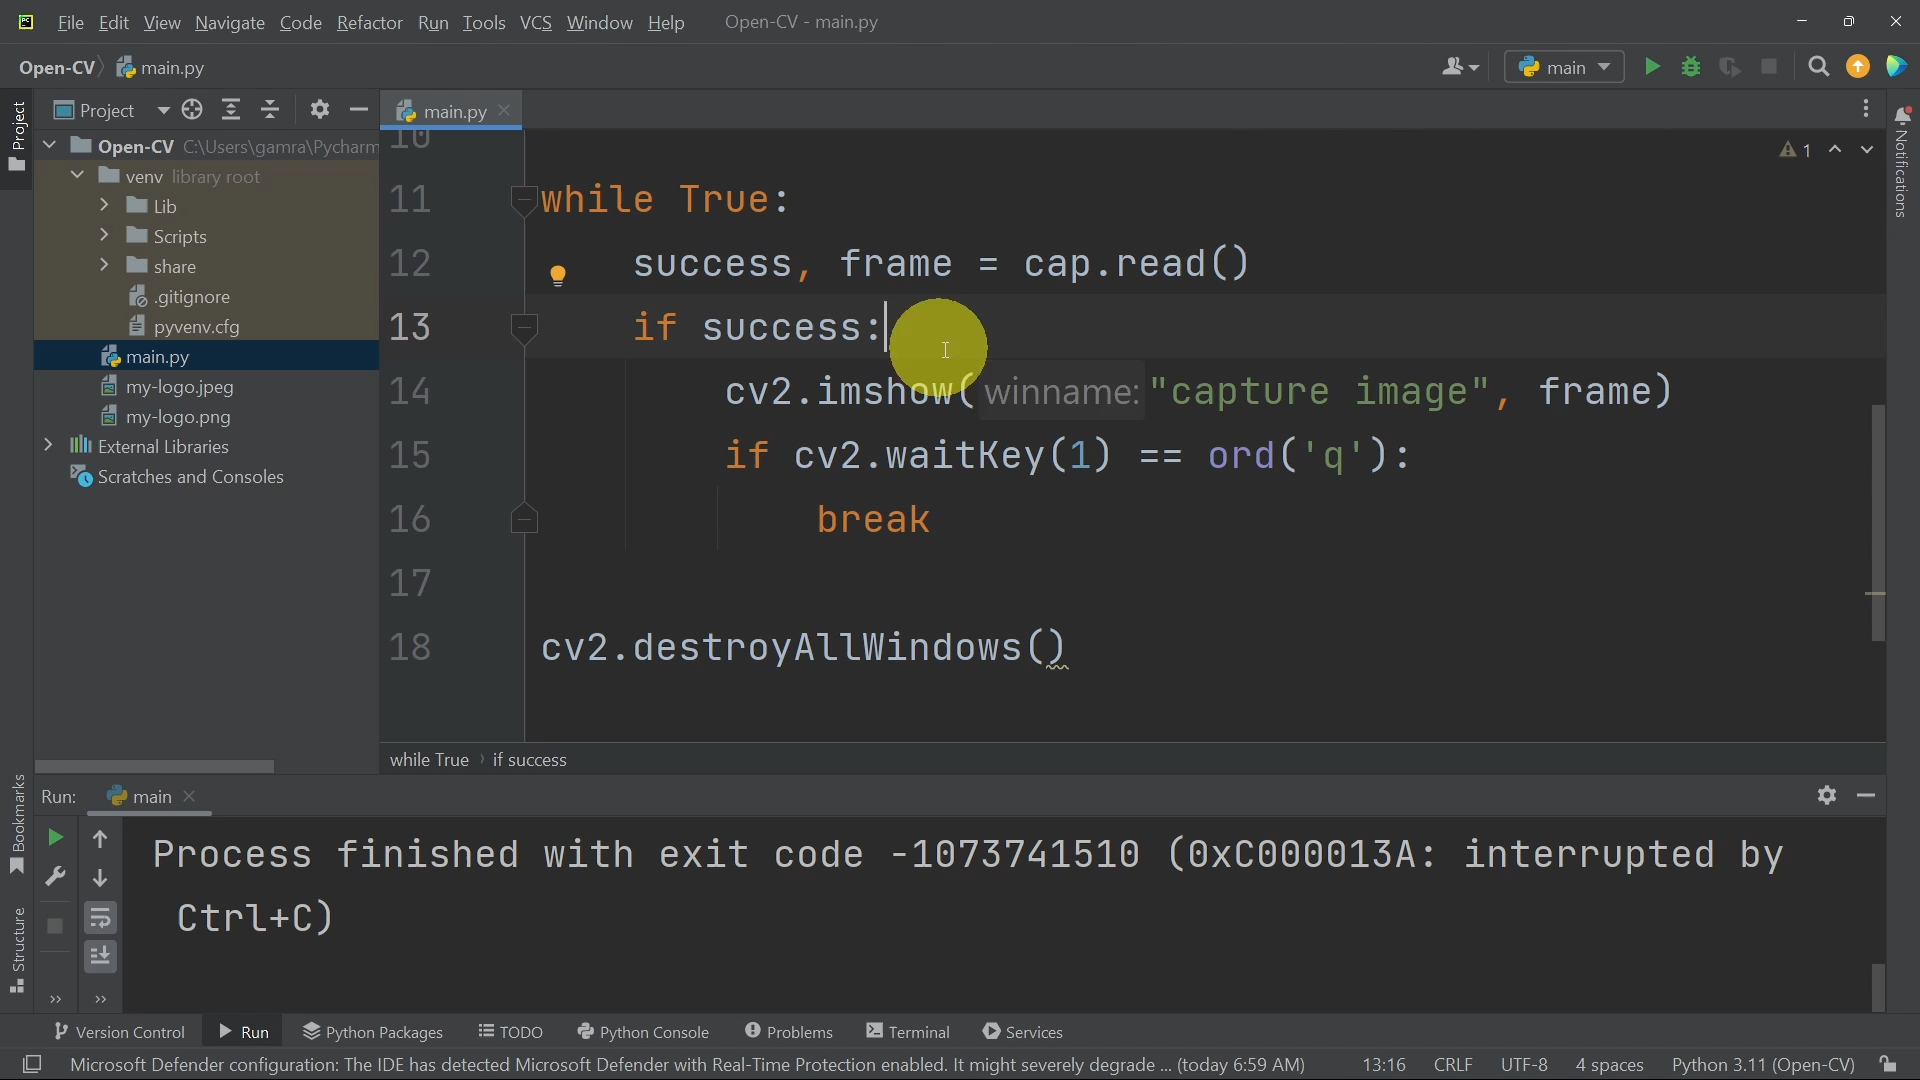 File Edit View Navigate Code Refactor Run Tools VCS Window Help Open-CV - main.py
Open-CV main.py main
Project main.py
Project
Notifications
Open-CV C:\Users\gamra\Pycharm
venv library root
Lib
Scripts
share
.gitignore
pyvenv.cfg
main.py
my-logo.jpeg
my-logo.png
External Libraries
Scratches and Consoles
1
10
11 while True:
12 success, frame = cap.read()
13 if success:
14 cv2.imshow( winname: "capture image", frame)
15 if cv2.waitKey(1) == ord('q'):
16 break
17
18 cv2.destroyAllWindows()
while True › if success
Bookmarks
Structure
Run: main
Process finished with exit code -1073741510 (0xC000013A: interrupted by
Ctrl+C)
Version Control Run Python Packages TODO Python Console Problems Terminal Services
Microsoft Defender configuration: The IDE has detected Microsoft Defender with Real-Time Protection enabled. It might severely degrade ... (today 6:59 AM) 13:16 CRLF UTF-8 4 spaces Python 3.11 (Open-CV)